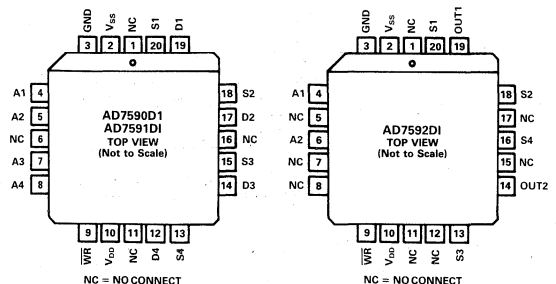 GND VSS NC S1 D1
3 2 1 20 19
A1 4
A2 5
NC 6
A3 7
A4 8
AD7590D1
AD7591DI
TOP VIEW
(Not to Scale)
18 S2
17 D2
16 NC
15 S3
14 D3
9 10 11 12 13
WR VDD NC D4 S4
NC = NO CONNECT
GND VSS NC S1 OUT1
3 2 1 20 19
A1 4
NC 5
A2 6
NC 7
NC 8
AD7592DI
TOP VIEW
(Not to Scale)
18 S2
17 NC
16 S4
15 NC
14 OUT2
9 10 11 12 13
WR VDD NC NC S3
NC = NO CONNECT